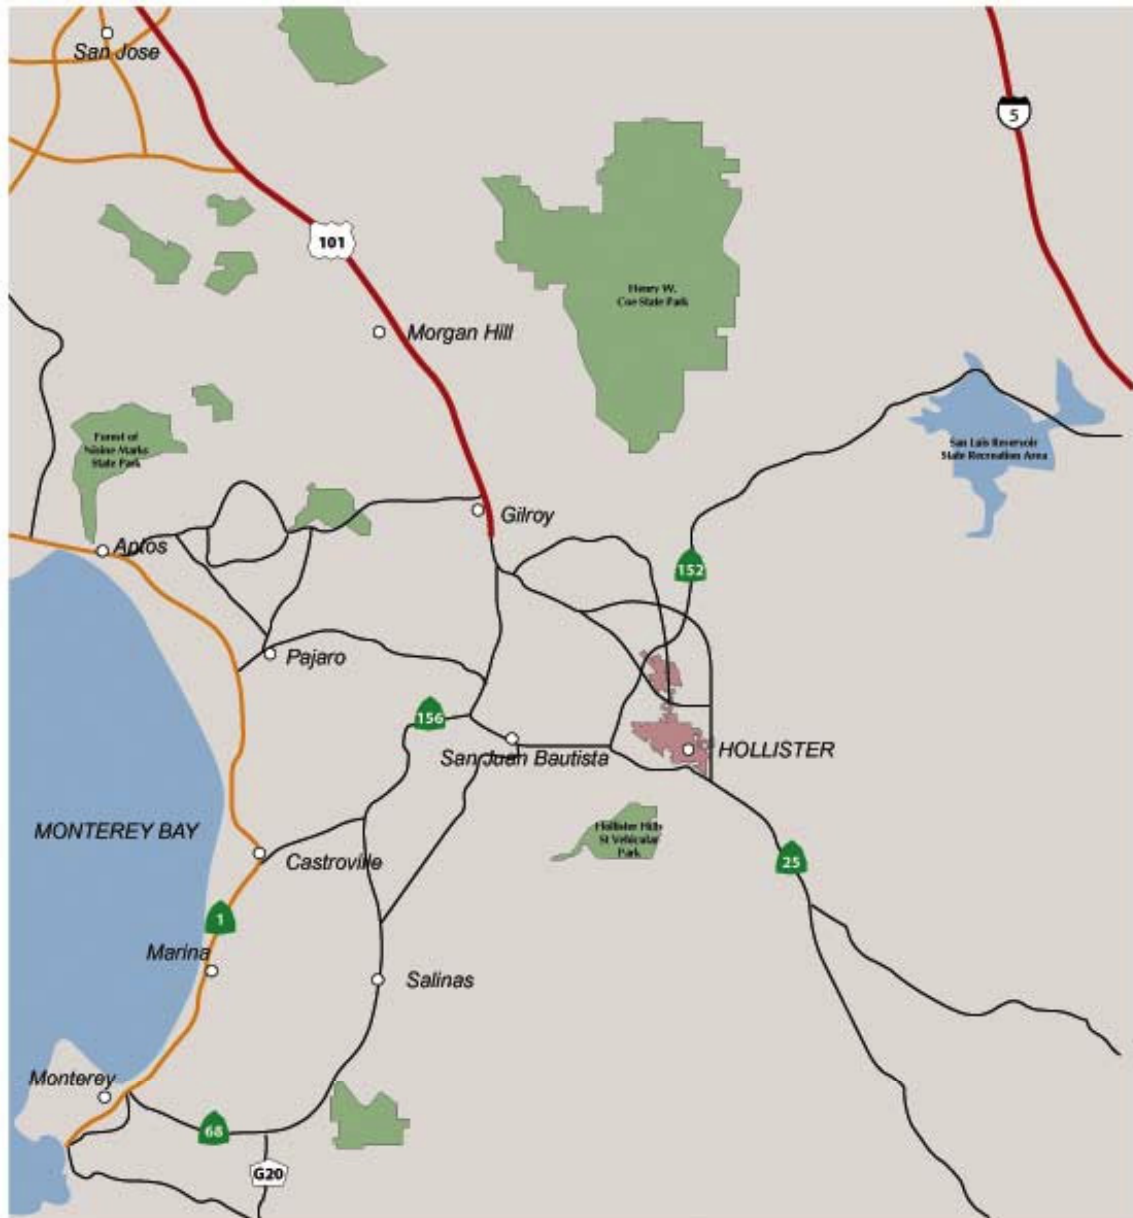 San Jose
5
101
Henry W.
Coe State Park
Morgan Hill
Forest of
Nisine Marks
State Park
San Luis Reservoir
State Recreation Area
Gilroy
Aptos
152
Pajaro
156
San Juan Bautista
HOLLISTER
MONTEREY BAY
Hollister Hills
St Vehicular
Park
Castroville
25
1
Marina
Salinas
Monterey
68
G20